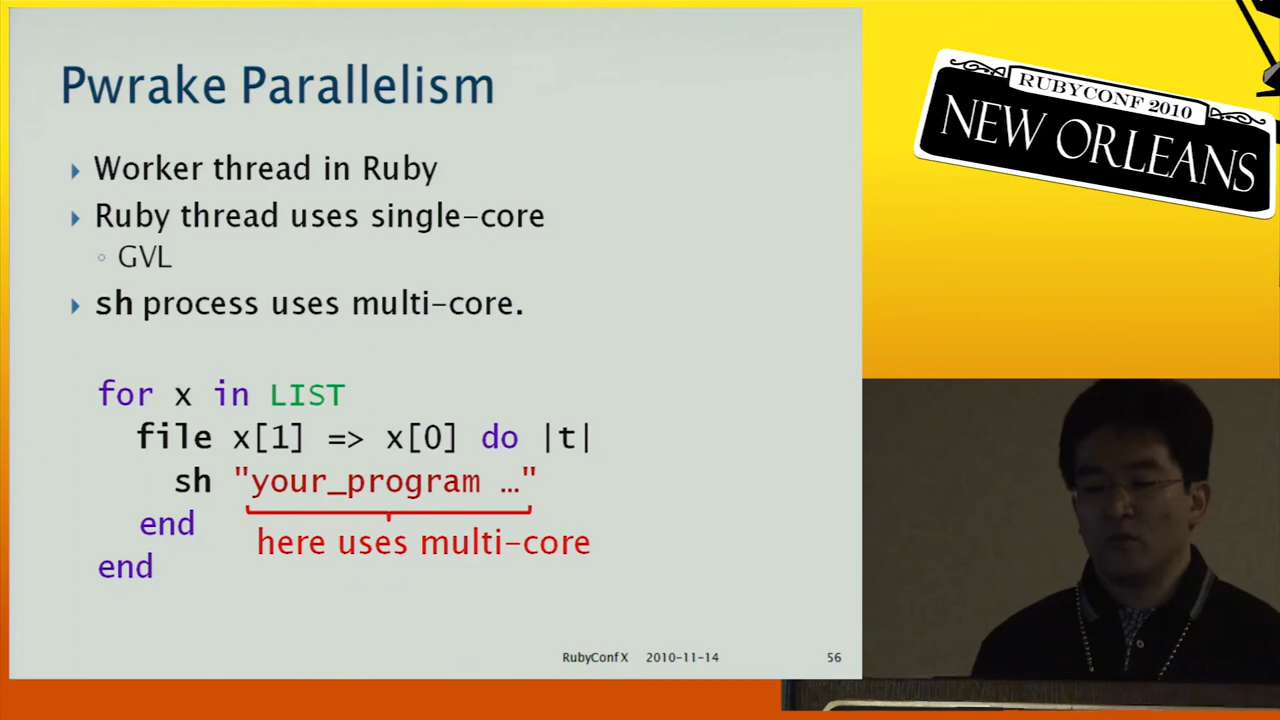 Pwrake Parallelism
Worker thread in Ruby
Ruby thread uses single-core
GVL
sh process uses multi-core.
for x in LIST
file x[1] => x[0] do |t|
sh "your_program …"
end
here uses multi-core
end
RubyConf X 2010-11-14 56
RUBYCONF 2010
NEW ORLEANS